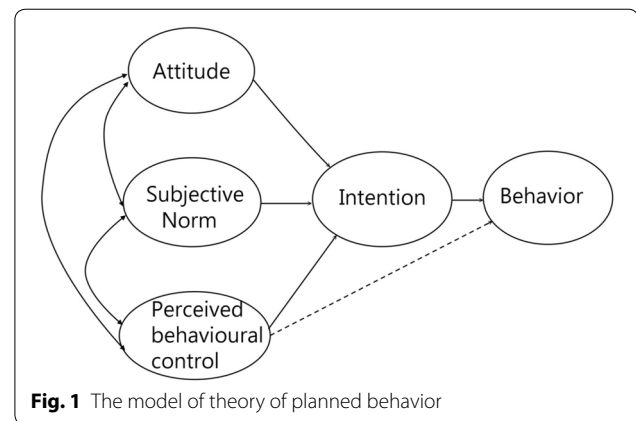 Attitude
Subjective
Norm
Intention
Behavior
Perceived
behavioural
control
Fig. 1 The model of theory of planned behavior